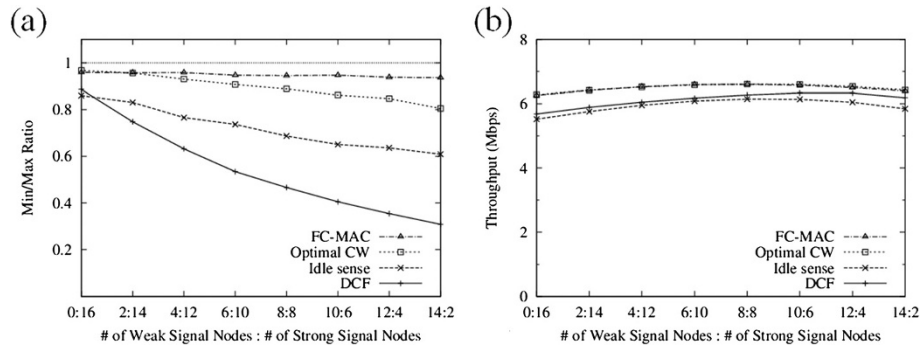 (a)
Min/Max Ratio
1
0.8
0.6
0.4
0.2
FC-MAC
Optimal CW
Idle sense
DCF
0:16 2:14 4:12 6:10 8:8 10:6 12:4 14:2
# of Weak Signal Nodes : # of Strong Signal Nodes
(b)
Throughput (Mbps)
8
6
4
2
0
FC-MAC
Optimal CW
Idle sense
DCF
0:16 2:14 4:12 6:10 8:8 10:6 12:4 14:2
# of Weak Signal Nodes : # of Strong Signal Nodes